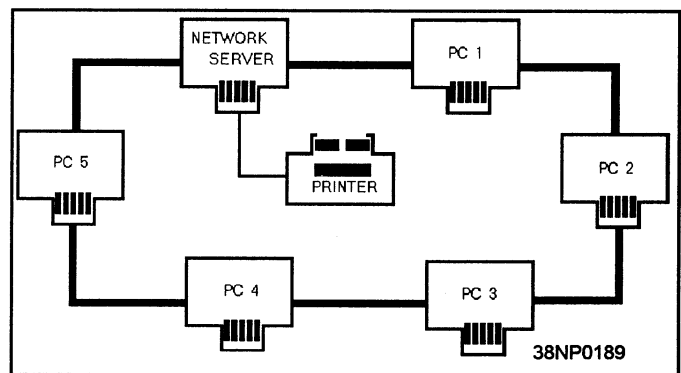 NETWORK
SERVER
PC 1
PC 5
PC 2
PRINTER
PC 4
PC 3
38NP0189